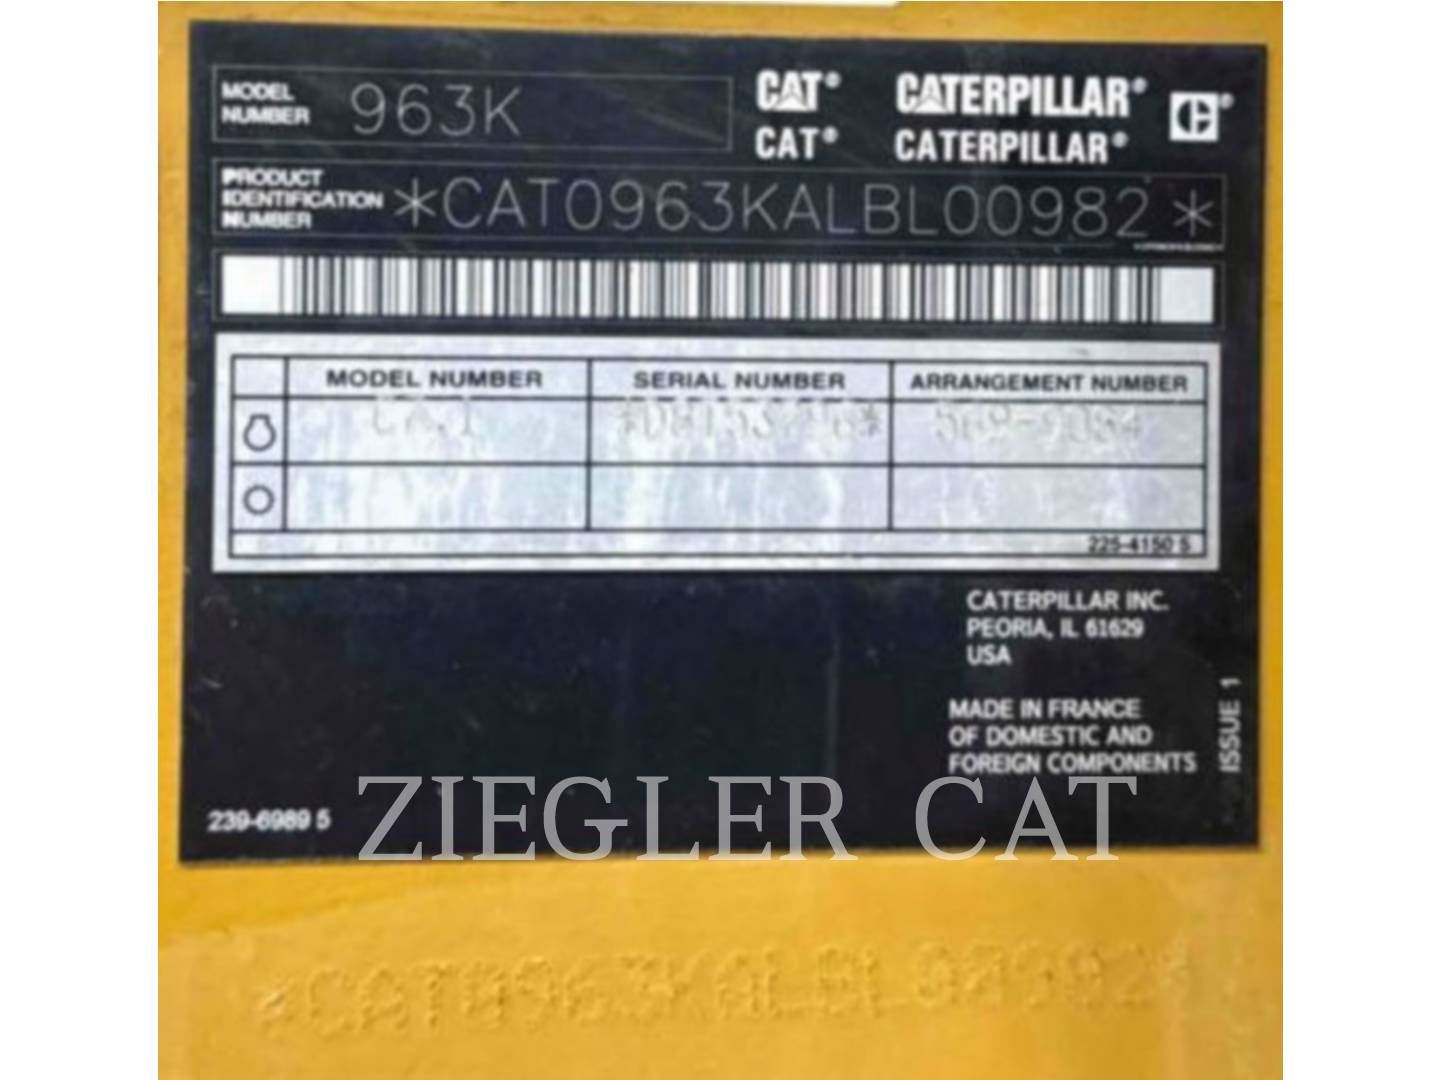 MODEL NUMBER 963K
CAT® CATERPILLAR®
CAT® CATERPILLAR®
PRODUCT IDENTIFICATION NUMBER *CAT0963KALBL00982*
MODEL NUMBER SERIAL NUMBER ARRANGEMENT NUMBER
225-4150 5
CATERPILLAR INC.
PEORIA, IL 61629
USA
MADE IN FRANCE
OF DOMESTIC AND
FOREIGN COMPONENTS
ISSUE 1
239-6989 5
ZIEGLER CAT
*CAT0963KALBL00982*